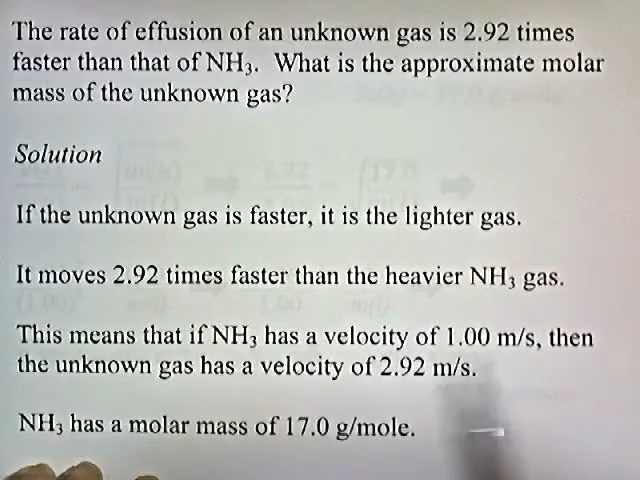 The rate of effusion of an unknown gas is 2.92 times
faster than that of NH₃. What is the approximate molar
mass of the unknown gas?
Solution
If the unknown gas is faster, it is the lighter gas.
It moves 2.92 times faster than the heavier NH₃ gas.
This means that if NH₃ has a velocity of 1.00 m/s, then
the unknown gas has a velocity of 2.92 m/s.
NH₃ has a molar mass of 17.0 g/mole.